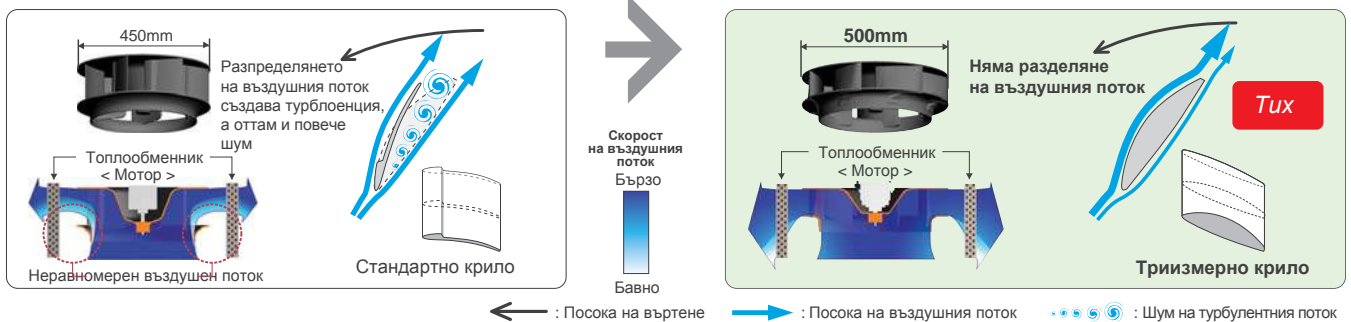 450mm
Разпределянето
на въздушния поток
създава турблоенция,
а оттам и повече
шум
Топлообменник
< Мотор >
Неравномерен въздушен поток
Стандартно крило
Скорост
на въздушния
поток
Бързо
Бавно
500mm
Няма разделяне
на въздушния поток
Тих
Топлообменник
< Мотор >
Триизмерно крило
: Посока на въртене
: Посока на въздушния поток
: Шум на турбулентния поток